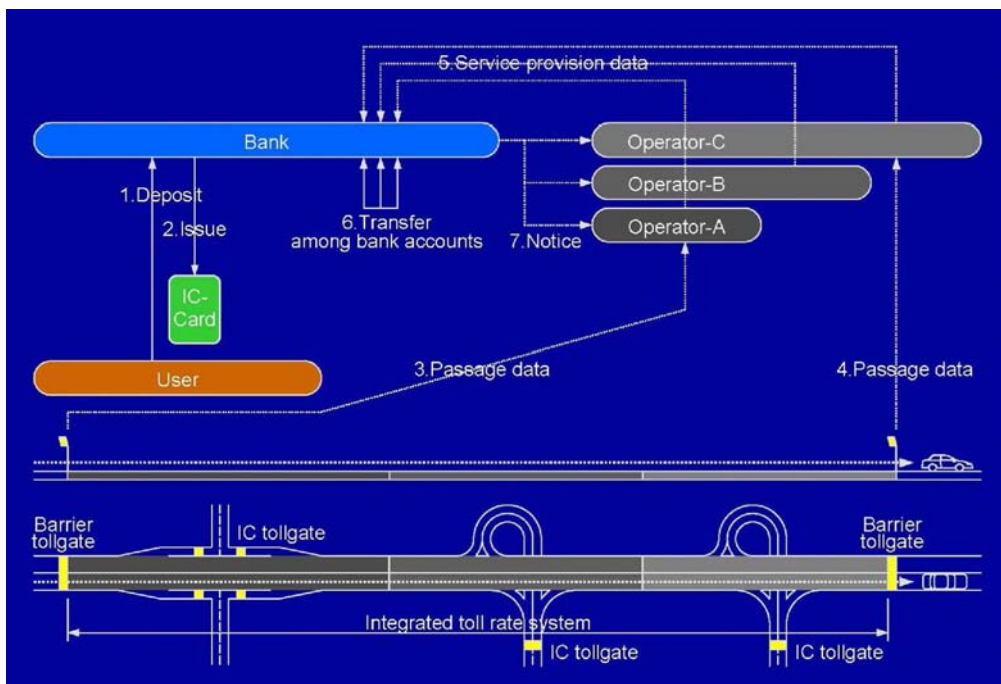 5.Service provision data
Bank
Operator-C
Operator-B
Operator-A
1.Deposit
2.Issue
6.Transfer
among bank accounts
7.Notice
IC-
Card
User
3.Passage data
4.Passage data
Barrier
tollgate
IC tollgate
Barrier
tollgate
Integrated toll rate system
IC tollgate
IC tollgate